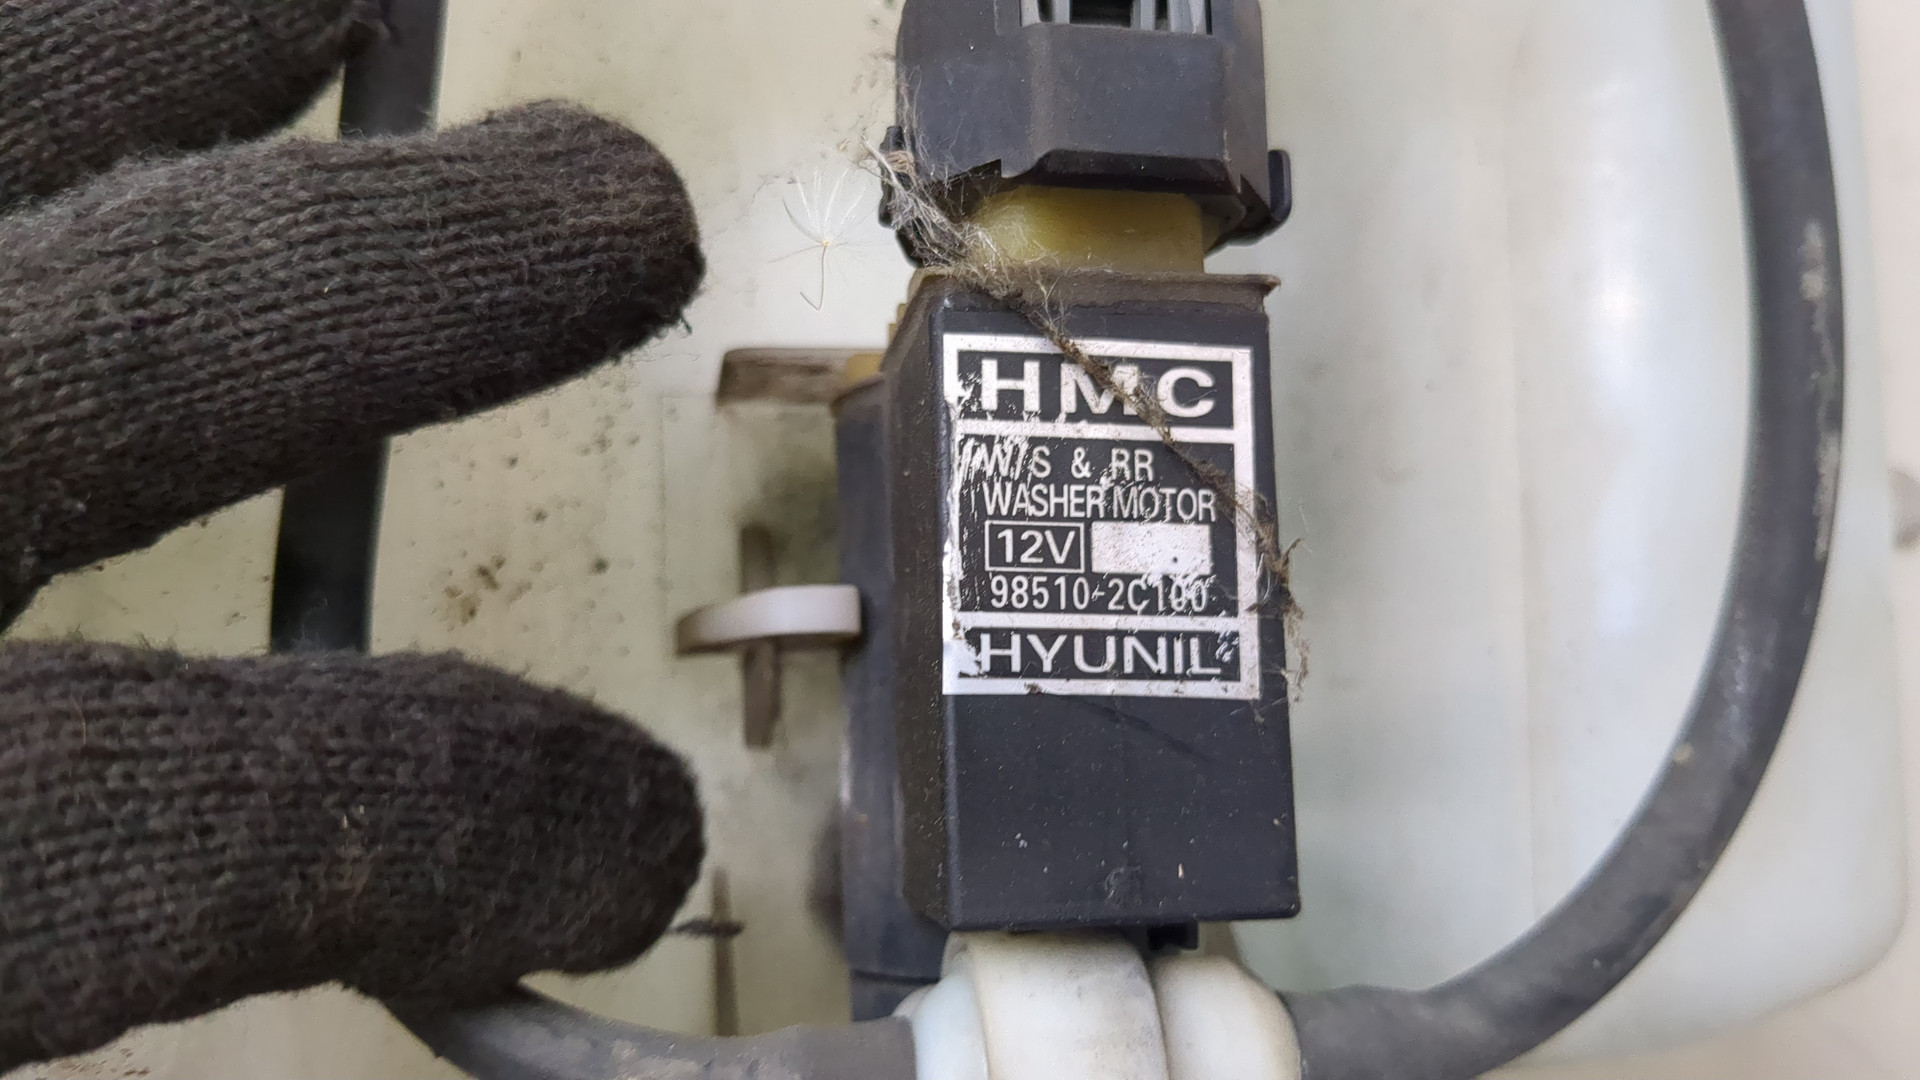 HMC
W/S & RR
WASHER MOTOR
12V
98510-2C100
HYUNIL